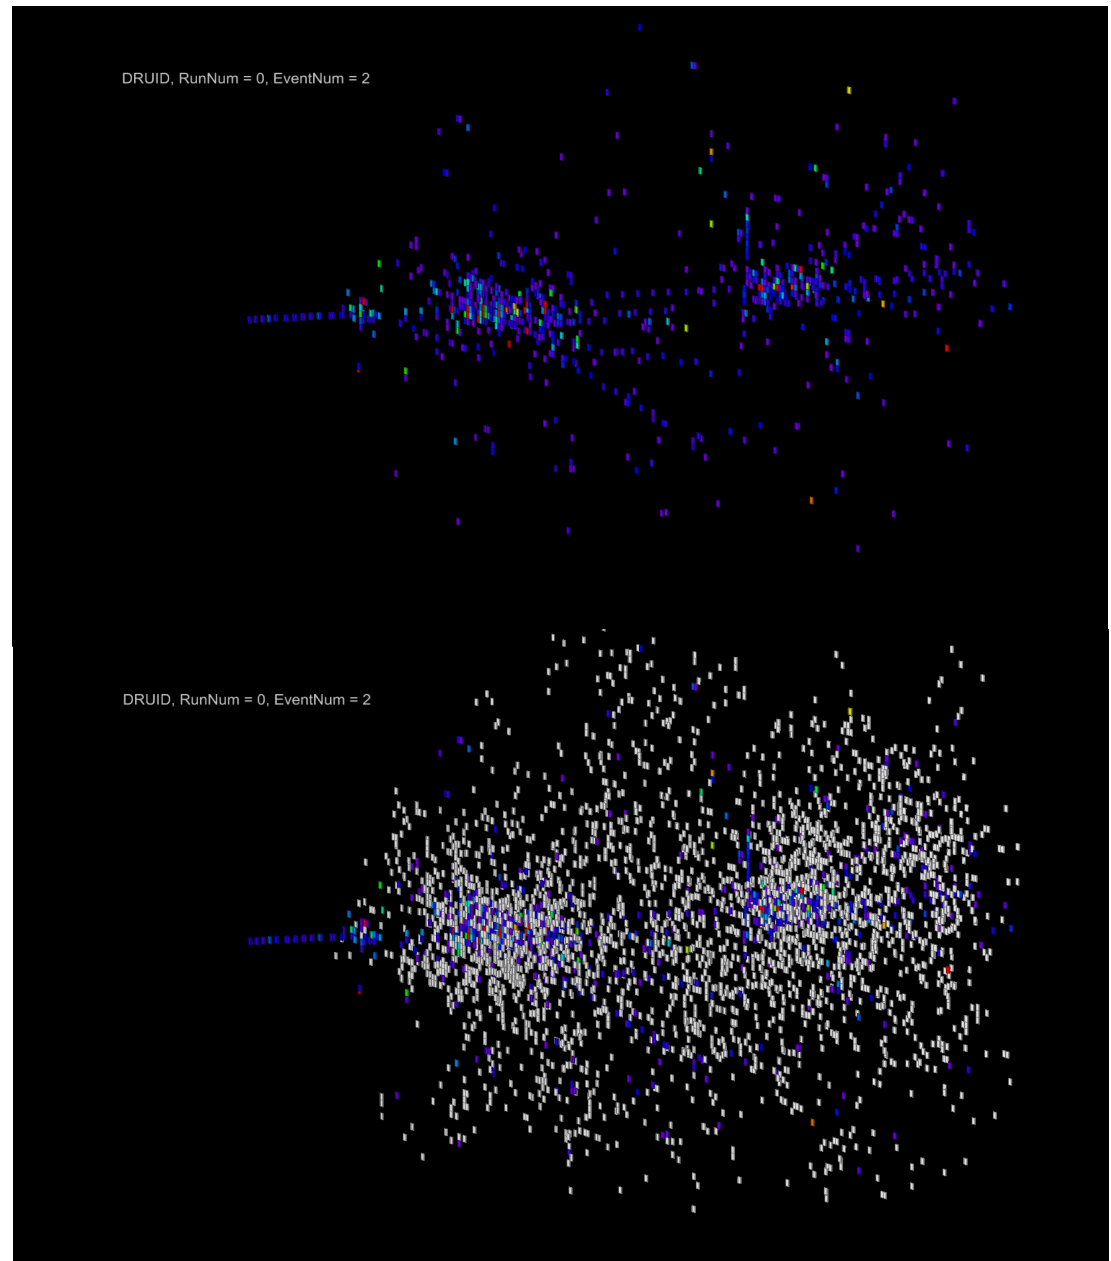 DRUID, RunNum = 0, EventNum = 2
DRUID, RunNum = 0, EventNum = 2